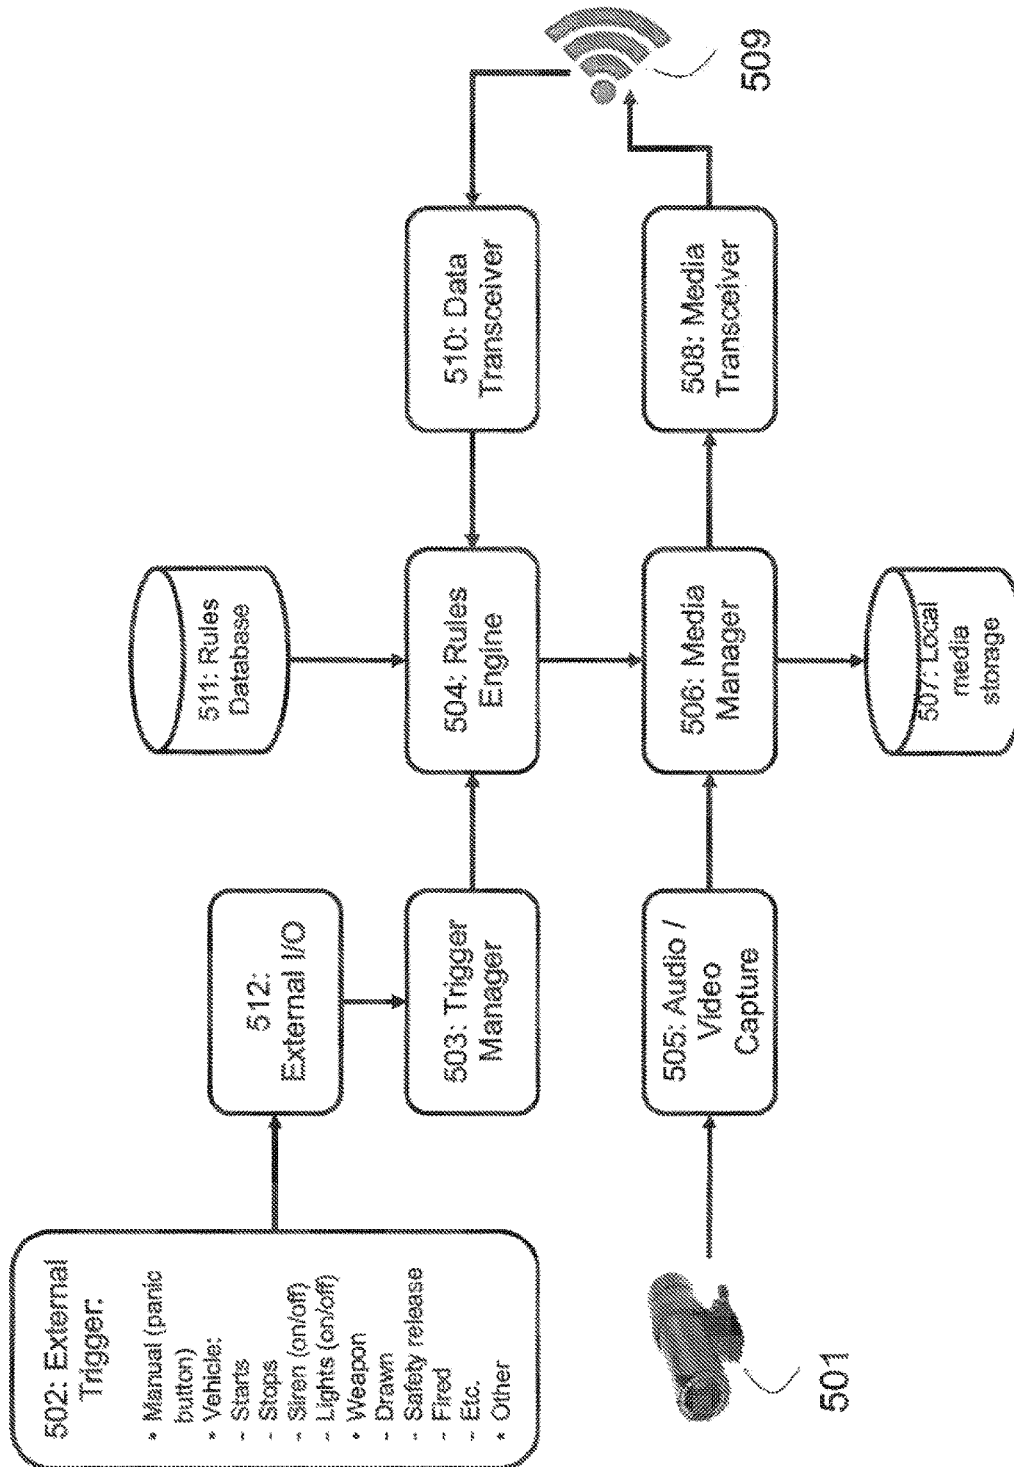 502: External
Trigger:
* Manual (panic
button)
* Vehicle:
- Starts
- Stops
- Siren (on/off)
- Lights (on/off)
* Weapon
- Drawn
- Safety release
- Fired
- Etc.
* Other
512:
External I/O
503: Trigger
Manager
511: Rules
Database
504: Rules
Engine
510: Data
Transceiver
509
501
505: Audio /
Video
Capture
506: Media
Manager
507: Local
media
storage
508: Media
Transceiver